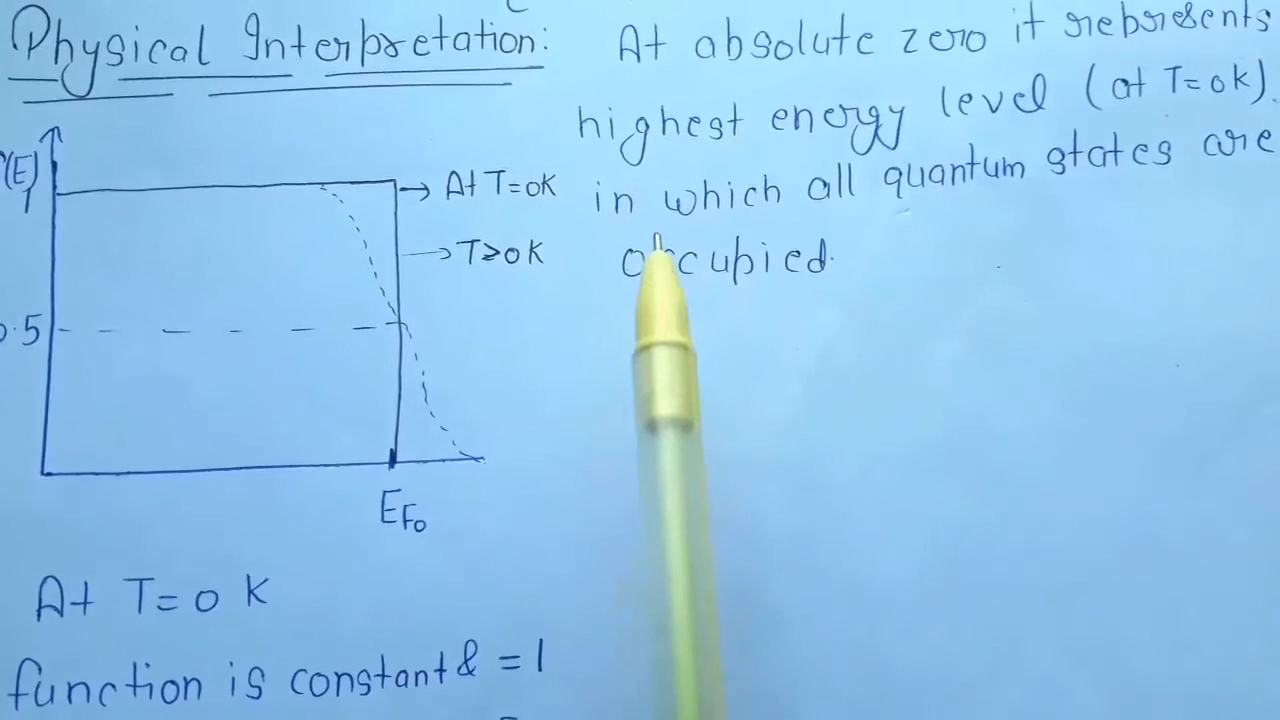 Physical Interpretation:
At absolute zero it represents
highest energy level (at T=0K).
in which all quantum states are
occupied.
(E)
1
→ At T=0K
→ T>0K
0.5
EF0
At T=0 K
function is constant & = 1